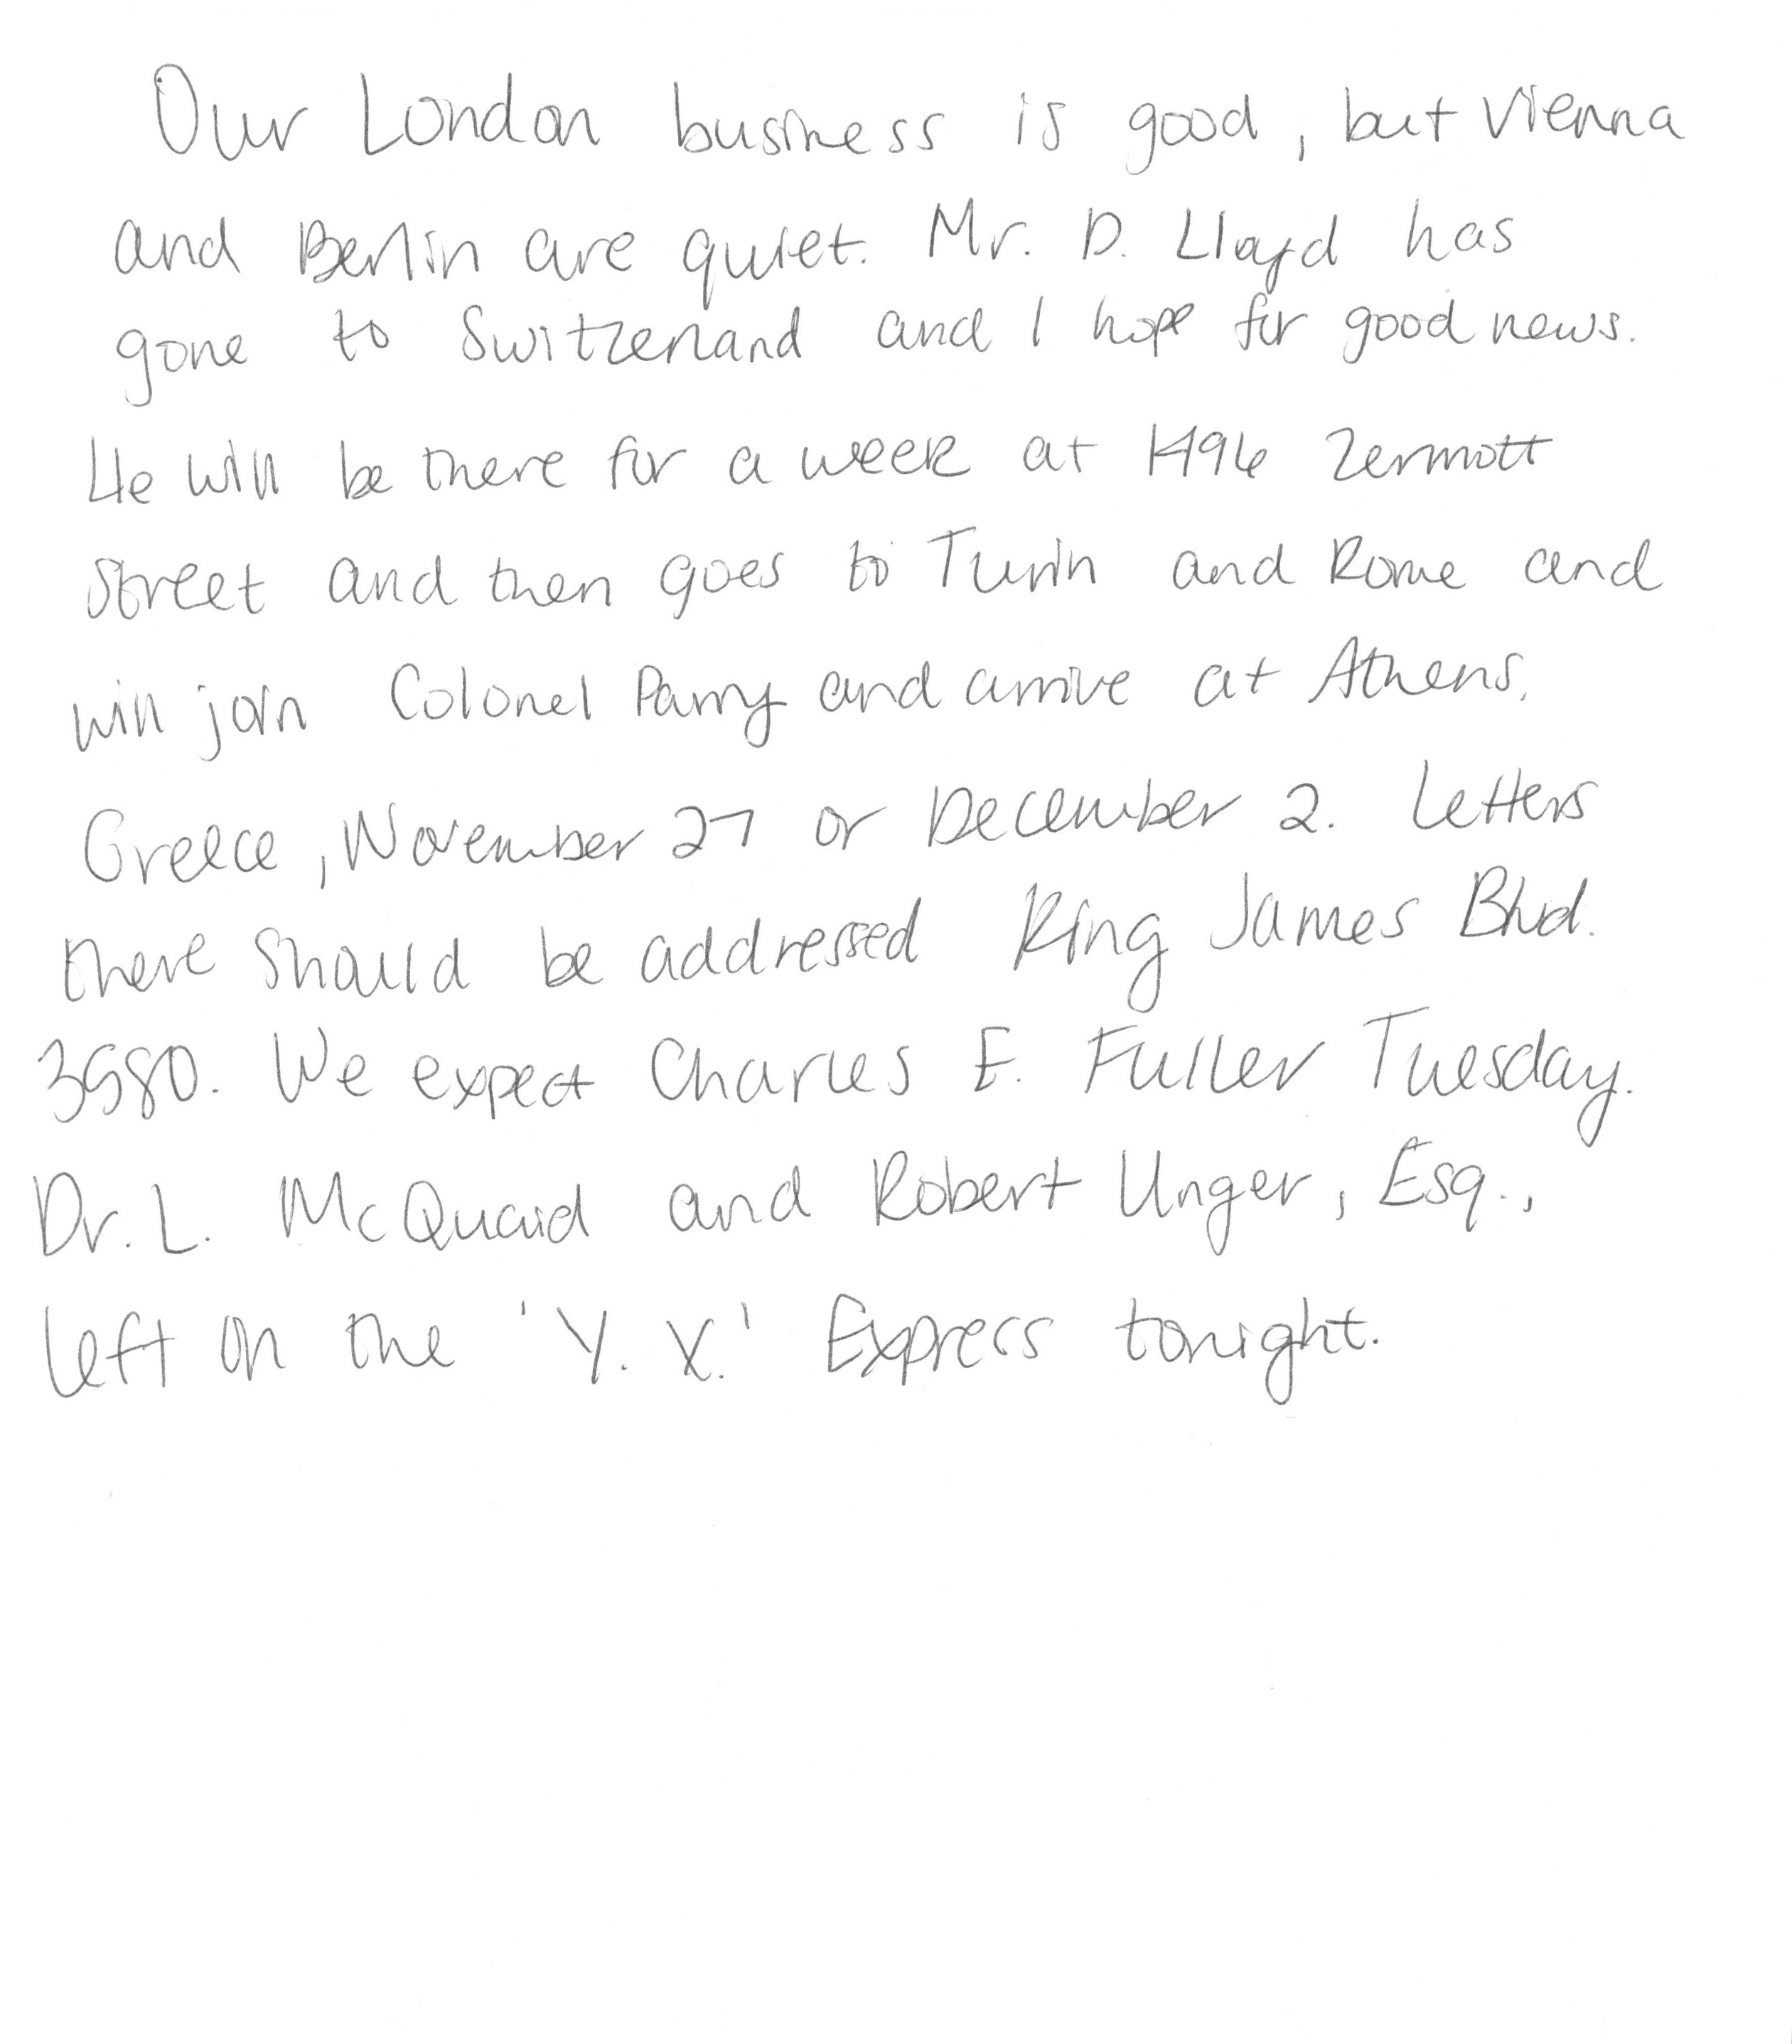 Our London business is good, but Vienna
and Berlin are quiet. Mr. D. Lloyd has
gone to Switzerland and I hope for good news.
He will be there for a week at 1496 Zermott
street and then goes to Turin and Rome and
will join Colonel Parry and arrive at Athens,
Greece, November 27 or December 2. Letters
there should be addressed King James Blvd.
3580. We expect Charles E. Fuller Tuesday.
Dr. L. McQuaid and Robert Unger, Esq.,
left on the 'Y. X.' Express tonight.